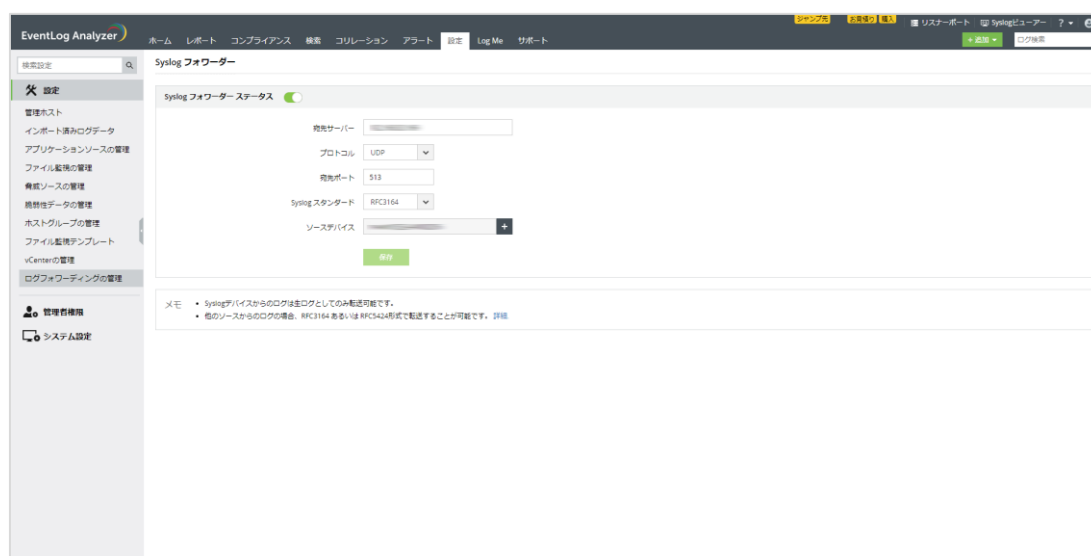 ジャンプ先 お見積り 購入 リスナーポート Syslogビューアー ?
EventLog Analyzer
ホーム レポート コンプライアンス 検索 コリレーション アラート 設定 Log Me サポート
+ 追加 ログ検索
検索設定
Syslog フォワーダー
設定
Syslog フォワーダー ステータス
管理ホスト
インポート済みログデータ
アプリケーションソースの管理
ファイル監視の管理
脅威ソースの管理
脆弱性データの管理
ホストグループの管理
ファイル監視テンプレート
vCenterの管理
ログフォワーディングの管理
管理者権限
システム設定
宛先サーバー
プロトコル UDP
宛先ポート 513
Syslog スタンダード RFC3164
ソースデバイス +
保存
メモ
• Syslogデバイスからのログは生ログとしてのみ転送可能です。
• 他のソースからのログの場合、RFC3164 あるいは RFC5424形式で転送することが可能です。 詳細